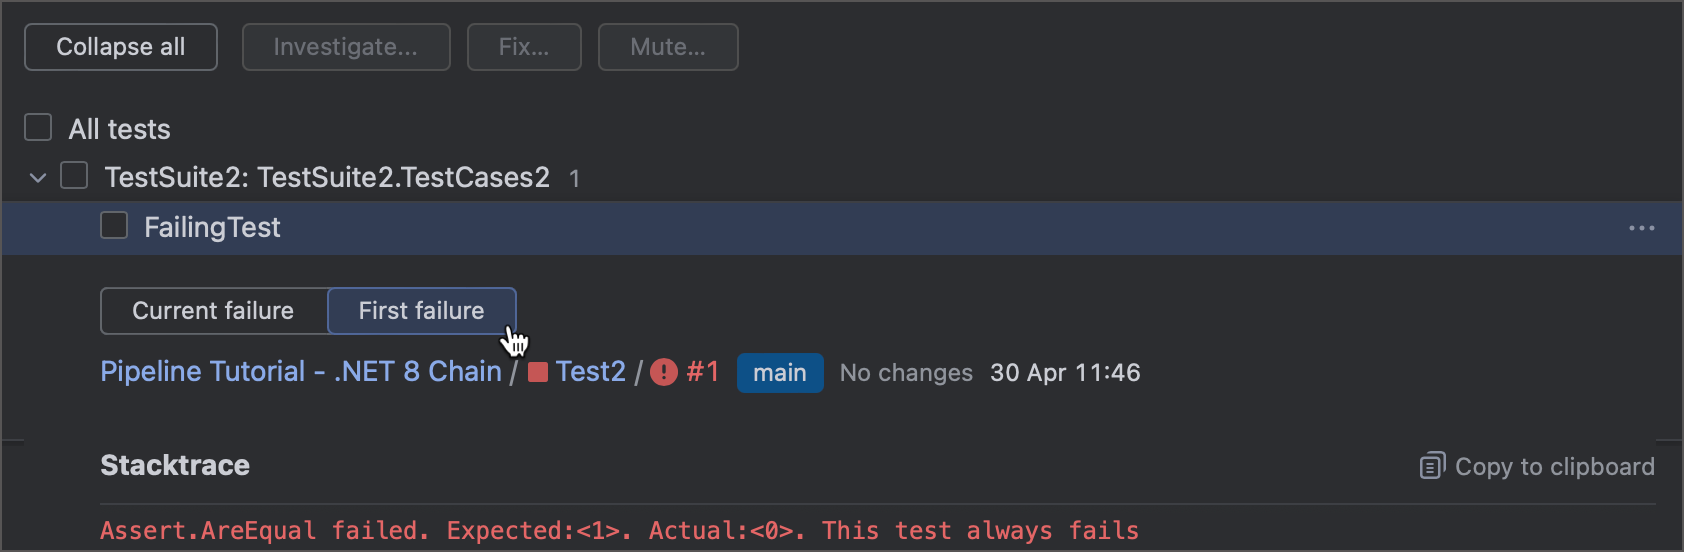 Collapse all Investigate... Fix... Mute...
All tests
TestSuite2: TestSuite2.TestCases2 1
FailingTest
Current failure First failure
Pipeline Tutorial - .NET 8 Chain / Test2 / #1 main No changes 30 Apr 11:46
Stacktrace Copy to clipboard
Assert.AreEqual failed. Expected:<1>. Actual:<0>. This test always fails